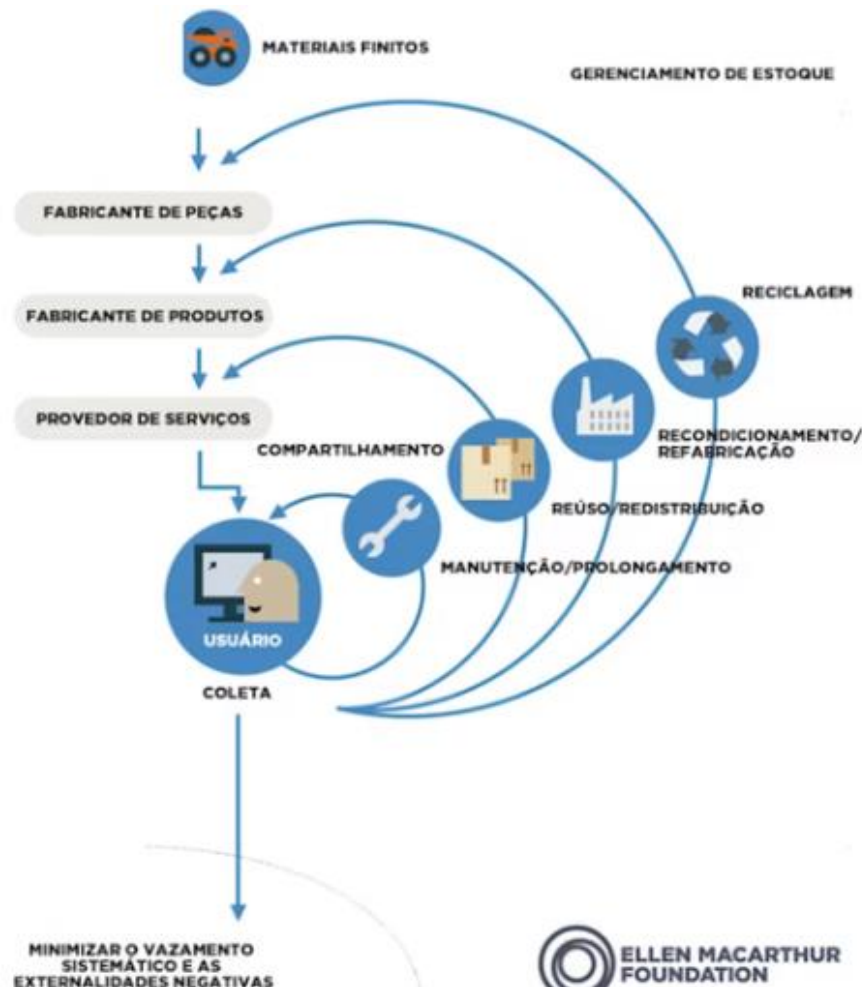 MATERIAIS FINITOS
GERENCIAMENTO DE ESTOQUE
FABRICANTE DE PEÇAS
FABRICANTE DE PRODUTOS
RECICLAGEM
PROVEDOR DE SERVIÇOS
COMPARTILHAMENTO
RECONDICIONAMENTO/
REFABRICAÇÃO
REÚSO/REDISTRIBUIÇÃO
MANUTENÇÃO/PROLONGAMENTO
USUÁRIO
COLETA
MINIMIZAR O VAZAMENTO
SISTEMÁTICO E AS
EXTERNALIDADES NEGATIVAS
ELLEN MACARTHUR
FOUNDATION